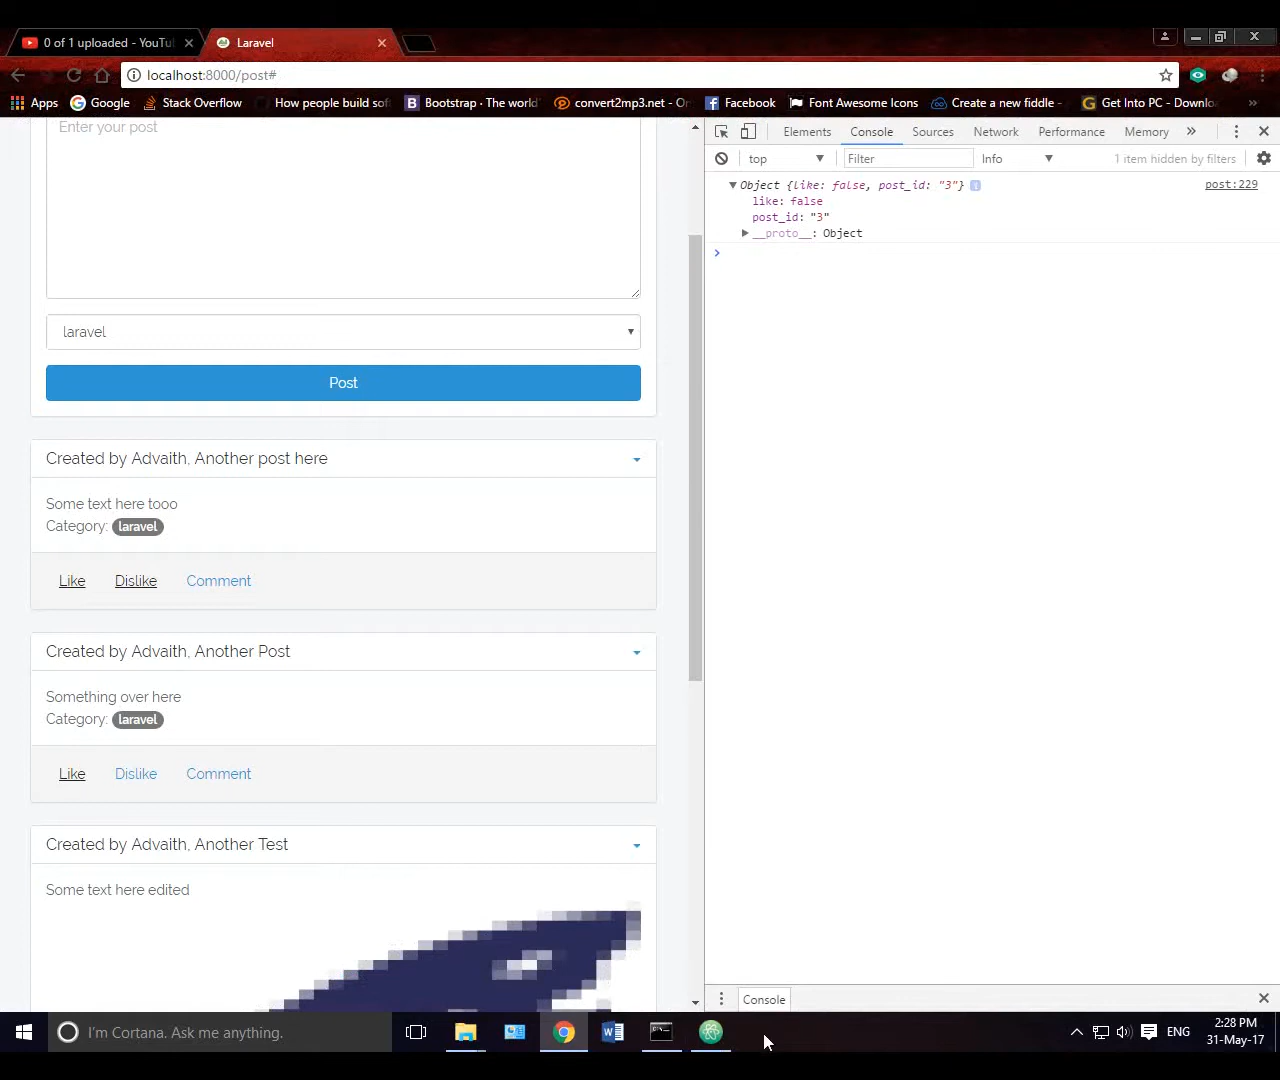 0 of 1 uploaded - YouTu
Laravel
localhost:8000/post#
Apps
Google
Stack Overflow
How people build sof
Bootstrap · The world'
convert2mp3.net - On
Facebook
Font Awesome Icons
Create a new fiddle -
Get Into PC - Downlo
»
Enter your post
laravel
Post
Created by Advaith, Another post here
Some text here tooo
Category: laravel
Like Dislike Comment
Created by Advaith, Another Post
Something over here
Category: laravel
Like Dislike Comment
Created by Advaith, Another Test
Some text here edited
Elements Console Sources Network Performance Memory »
top Filter Info 1 item hidden by filters
Object {like: false, post_id: "3"} post:229
like: false
post_id: "3"
__proto__: Object
Console
I'm Cortana. Ask me anything.
ENG
2:28 PM
31-May-17